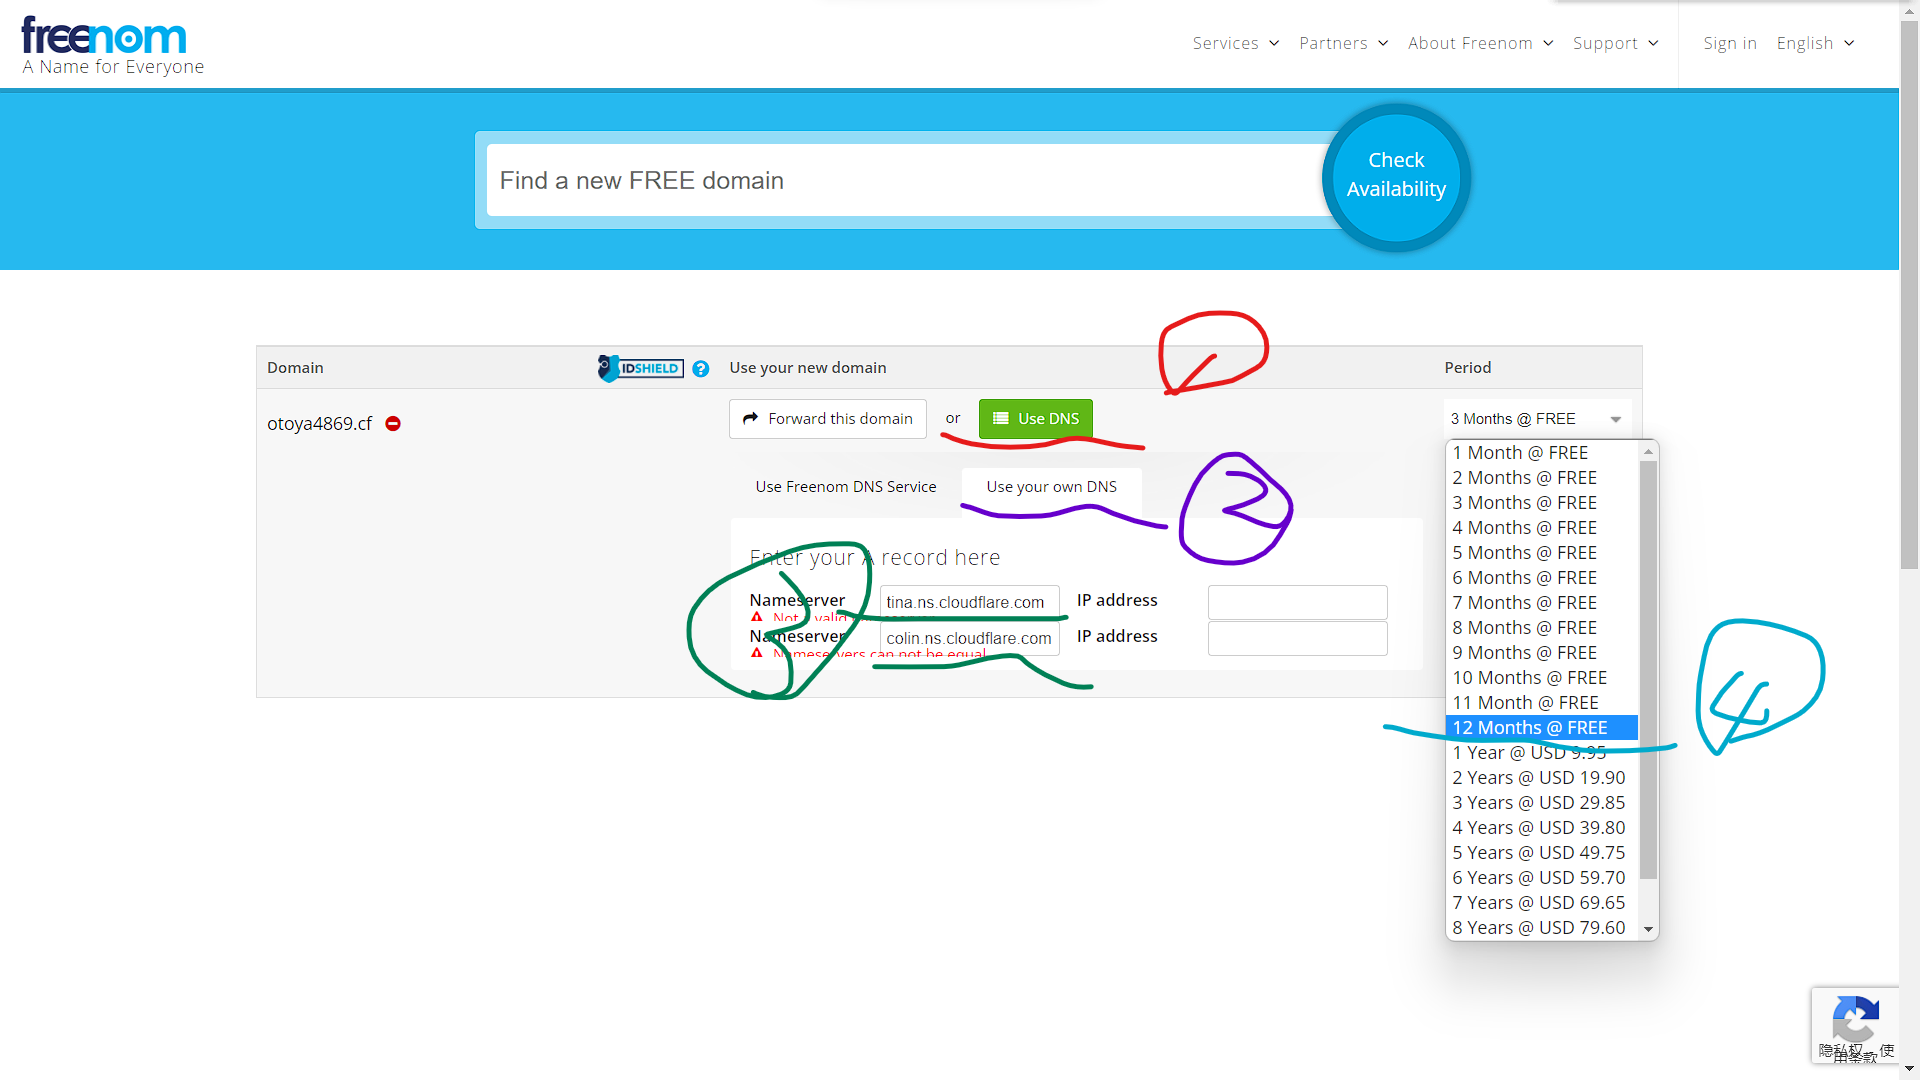 freenom
A Name for Everyone
Services Partners About Freenom Support Sign in English
Find a new FREE domain
Check
Availability
1
Domain IDSHIELD ? Use your new domain Period
otoya4869.cf Forward this domain or Use DNS 3 Months @ FREE
2
Use Freenom DNS Service Use your own DNS
Enter your A record here
3
Nameserver tina.ns.cloudflare.com IP address
Not a valid
Nameserver colin.ns.cloudflare.com IP address
Nameservers can not be equal
1 Month @ FREE
2 Months @ FREE
3 Months @ FREE
4 Months @ FREE
5 Months @ FREE
6 Months @ FREE
7 Months @ FREE
8 Months @ FREE
9 Months @ FREE
10 Months @ FREE
11 Month @ FREE
12 Months @ FREE
4
1 Year @ USD 9.95
2 Years @ USD 19.90
3 Years @ USD 29.85
4 Years @ USD 39.80
5 Years @ USD 49.75
6 Years @ USD 59.70
7 Years @ USD 69.65
8 Years @ USD 79.60
隐私权 - 使
用条款